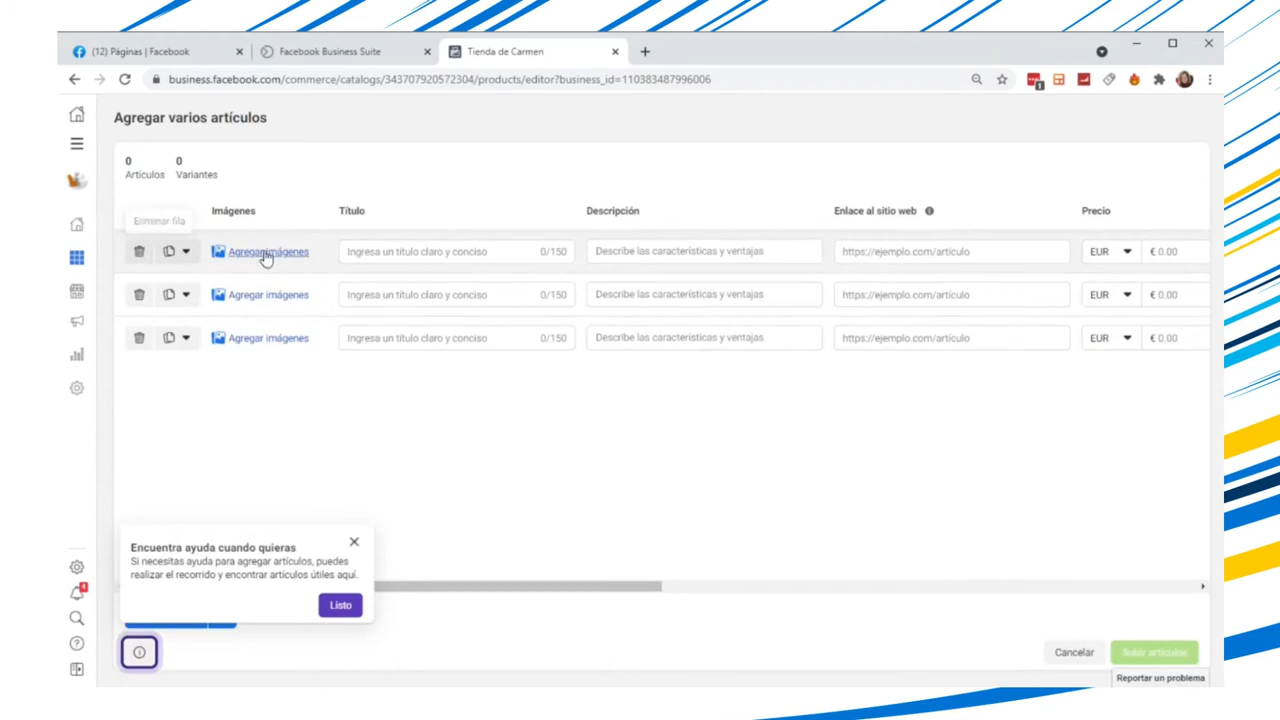 (12) Páginas | Facebook
Facebook Business Suite
Tienda de Carmen
business.facebook.com/commerce/catalogs/343707920572304/products/editor?business_id=110383487996006
1
Agregar varios artículos
0 0
Artículos Variantes
Eliminar fila
Imágenes Título Descripción Enlace al sitio web Precio
Agregar imágenes Ingresa un título claro y conciso 0/150 Describe las características y ventajas https://ejemplo.com/artículo EUR € 0.00
Agregar imágenes Ingresa un título claro y conciso 0/150 Describe las características y ventajas https://ejemplo.com/artículo EUR € 0.00
Agregar imágenes Ingresa un título claro y conciso 0/150 Describe las características y ventajas https://ejemplo.com/artículo EUR € 0.00
Encuentra ayuda cuando quieras
Si necesitas ayuda para agregar artículos, puedes
realizar el recorrido y encontrar artículos útiles aquí.
Listo
Cancelar Subir artículos
Reportar un problema